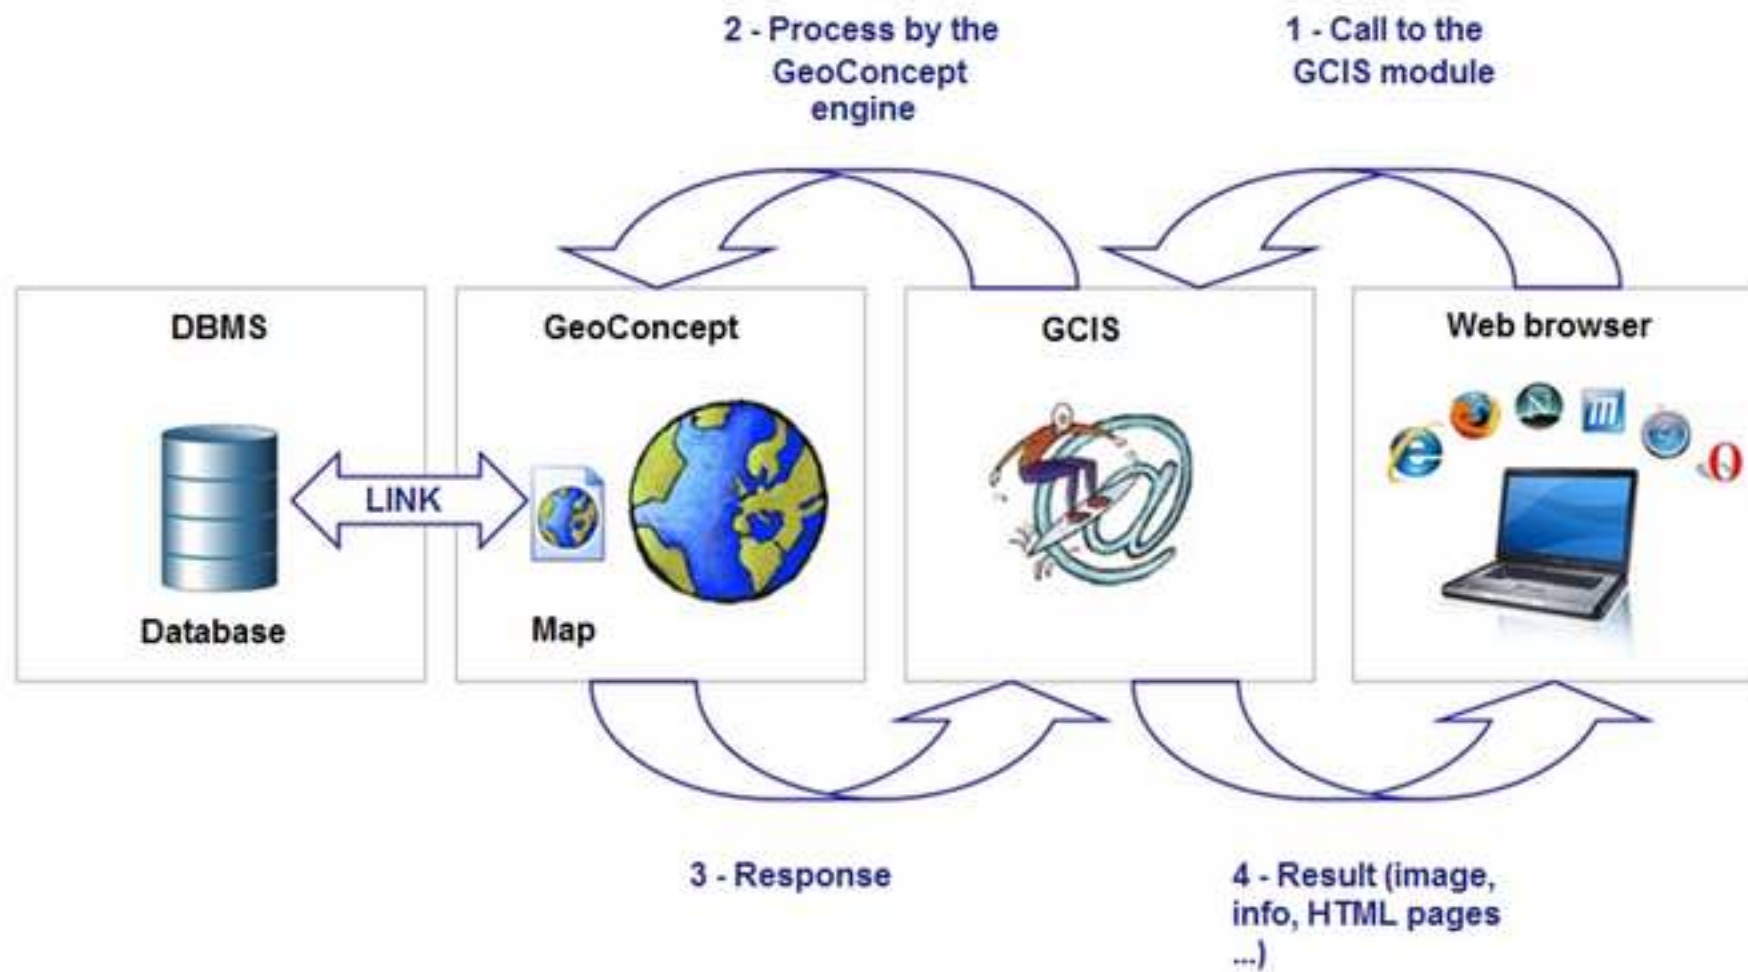 2 - Process by the
GeoConcept
engine
1 - Call to the
GCIS module
DBMS
GeoConcept
GCIS
Web browser
LINK
Database
Map
3 - Response
4 - Result (image,
info, HTML pages
...)